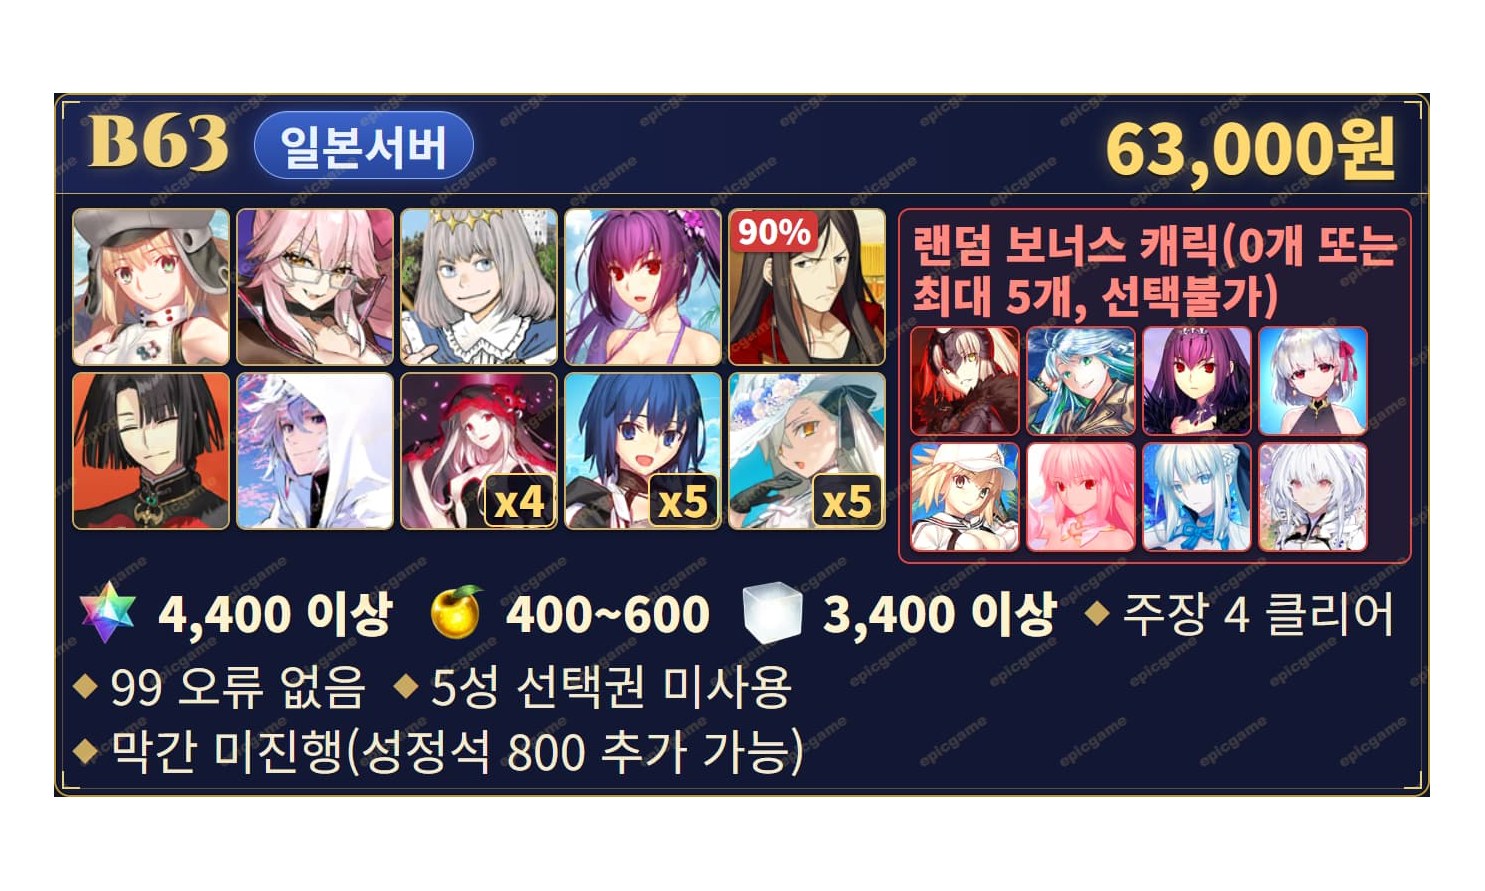 B63 일본서버 63,000원
90%
랜덤 보너스 캐릭(0개 또는
최대 5개, 선택불가)
x4 x5 x5
4,400 이상 400~600 3,400 이상 ◆ 주장 4 클리어
◆ 99 오류 없음 ◆ 5성 선택권 미사용
◆ 막간 미진행(성정석 800 추가 가능)
epicgame